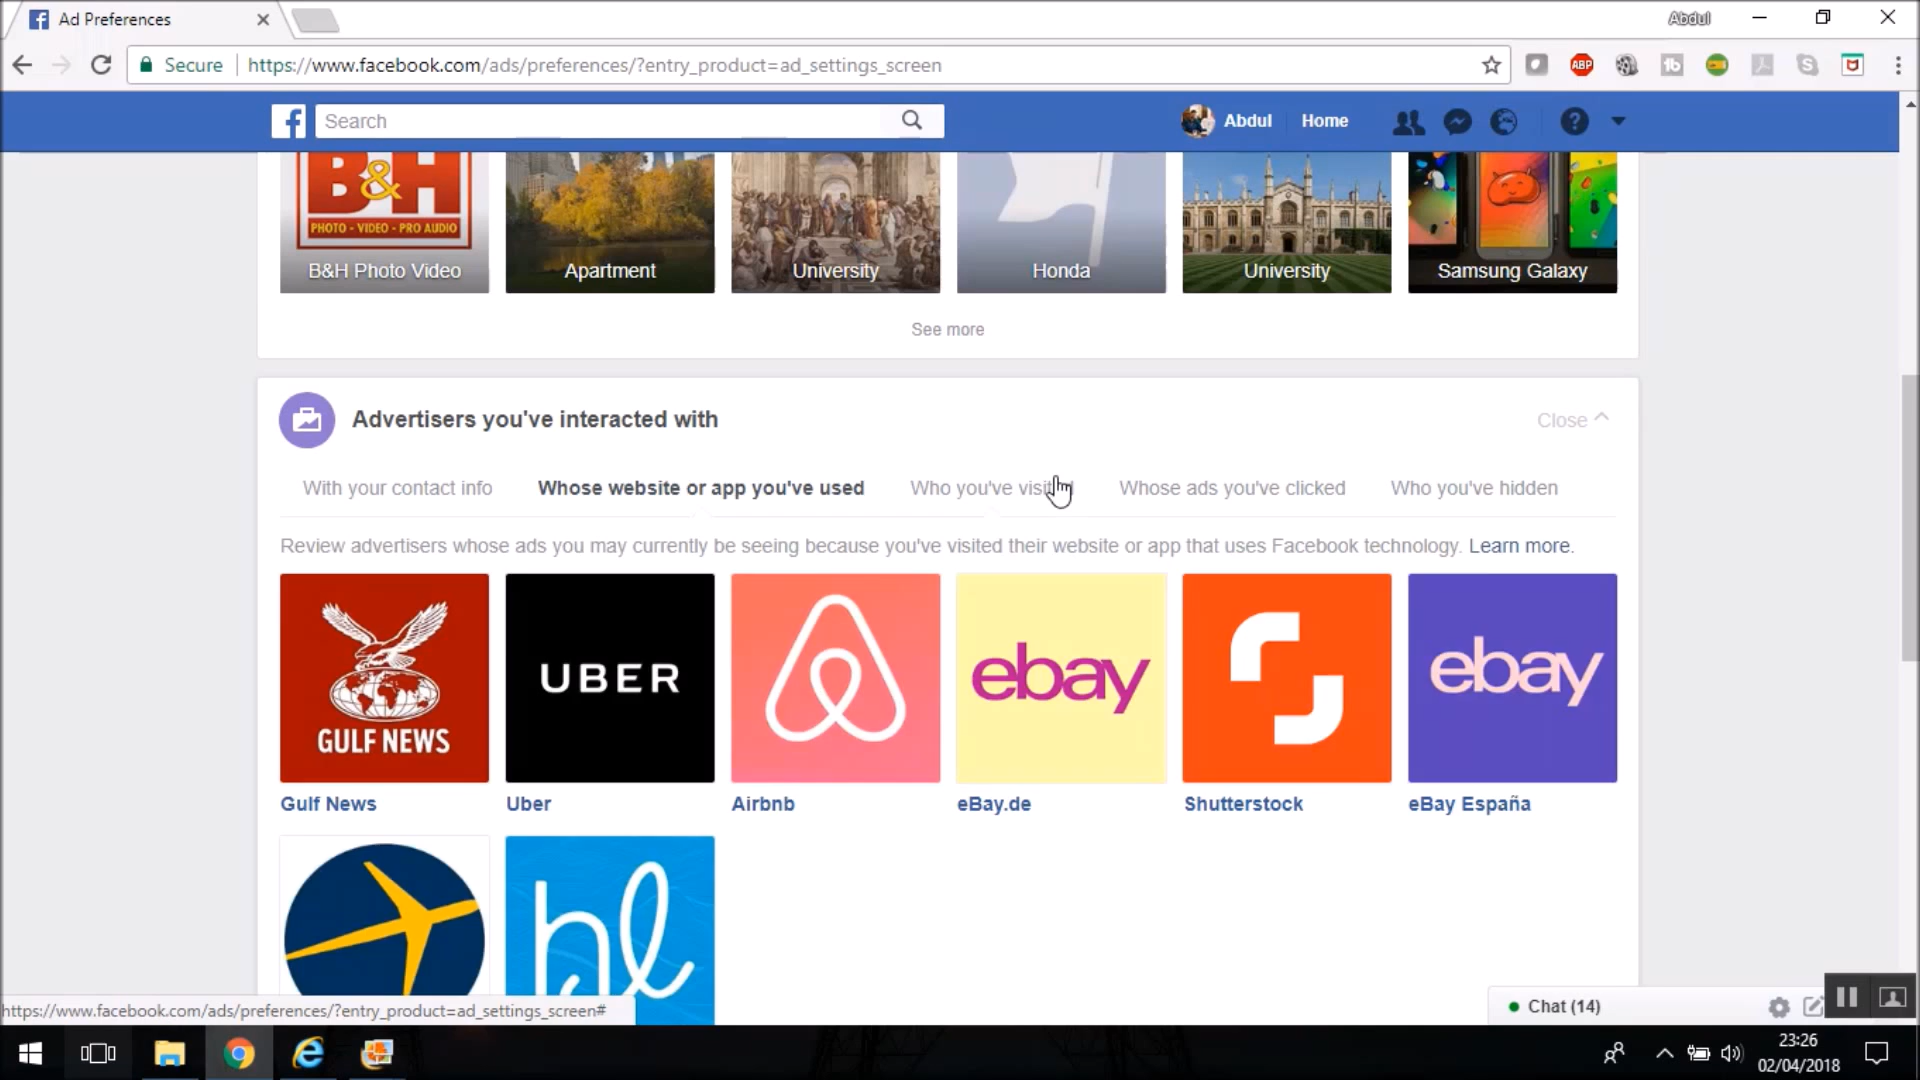 Ad Preferences
Abdul
Secure https://www.facebook.com/ads/preferences/?entry_product=ad_settings_screen
ABP
Search
Abdul Home
B&H
PHOTO - VIDEO - PRO AUDIO
B&H Photo Video
Apartment
University
Honda
University
Samsung Galaxy
See more
Advertisers you've interacted with
Close
With your contact info
Whose website or app you've used
Who you've visited
Whose ads you've clicked
Who you've hidden
Review advertisers whose ads you may currently be seeing because you've visited their website or app that uses Facebook technology. Learn more.
GULF NEWS
UBER
ebay
ebay
Gulf News
Uber
Airbnb
eBay.de
Shutterstock
eBay España
hl
https://www.facebook.com/ads/preferences/?entry_product=ad_settings_screen#
Chat (14)
23:26
02/04/2018